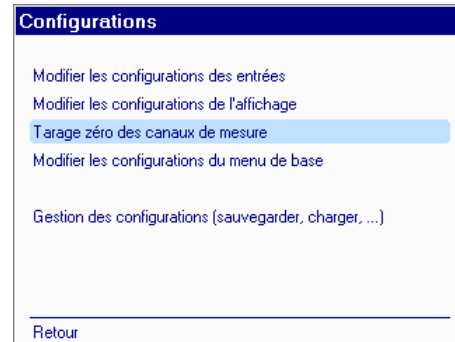 Configurations
Modifier les configurations des entrées
Modifier les configurations de l'affichage
Tarage zéro des canaux de mesure
Modifier les configurations du menu de base
Gestion des configurations (sauvegarder, charger, ...)
Retour